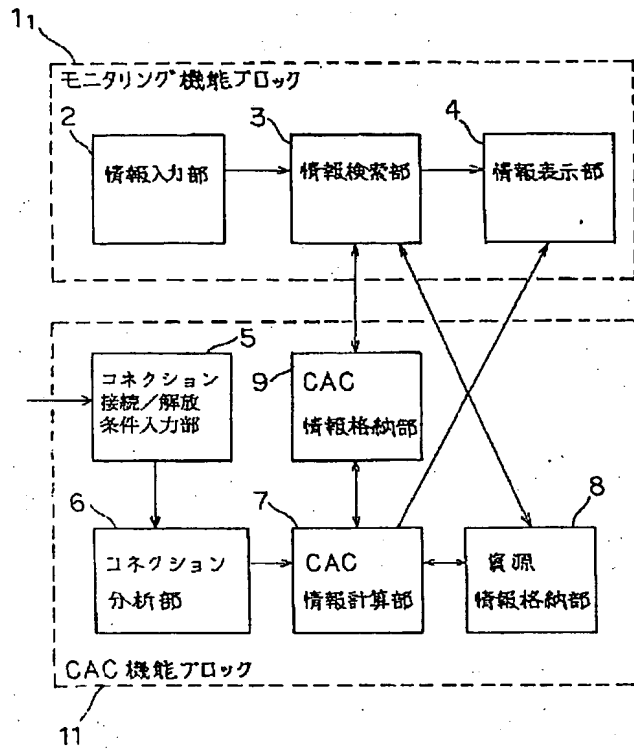 11
モニタリング機能ブロック
2
情報入力部
3
情報検索部
4
情報表示部
5
コネクション
接続/解放
条件入力部
9
CAC
情報格納部
6
コネクション
分析部
7
CAC
情報計算部
8
資源
情報格納部
CAC機能ブロック
11